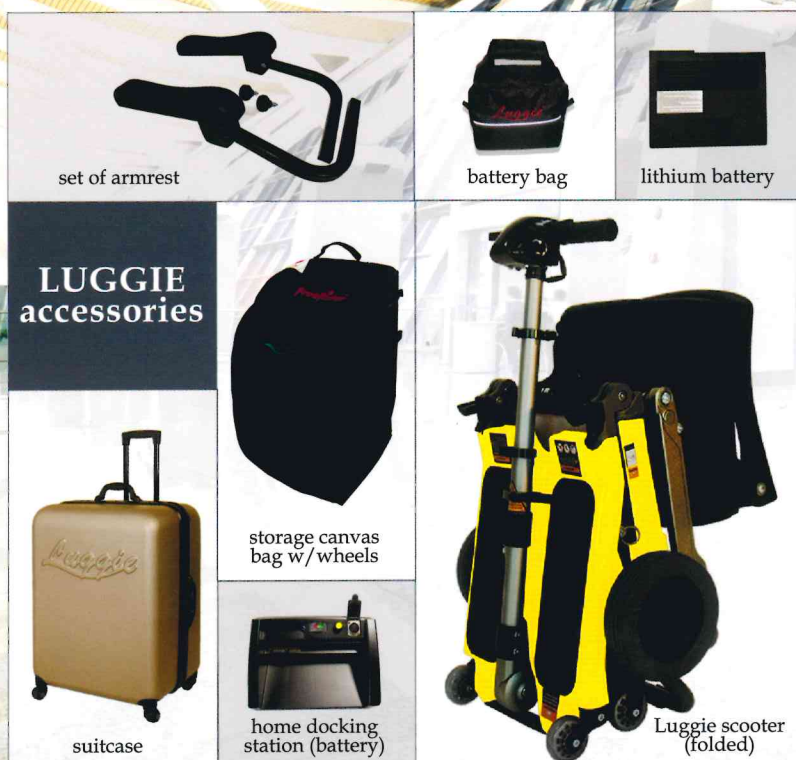 set of armrest
Luggie
battery bag
lithium battery
LUGGIE
accessories
storage canvas
bag w/wheels
Luggie
suitcase
home docking
station (battery)
Luggie scooter
(folded)